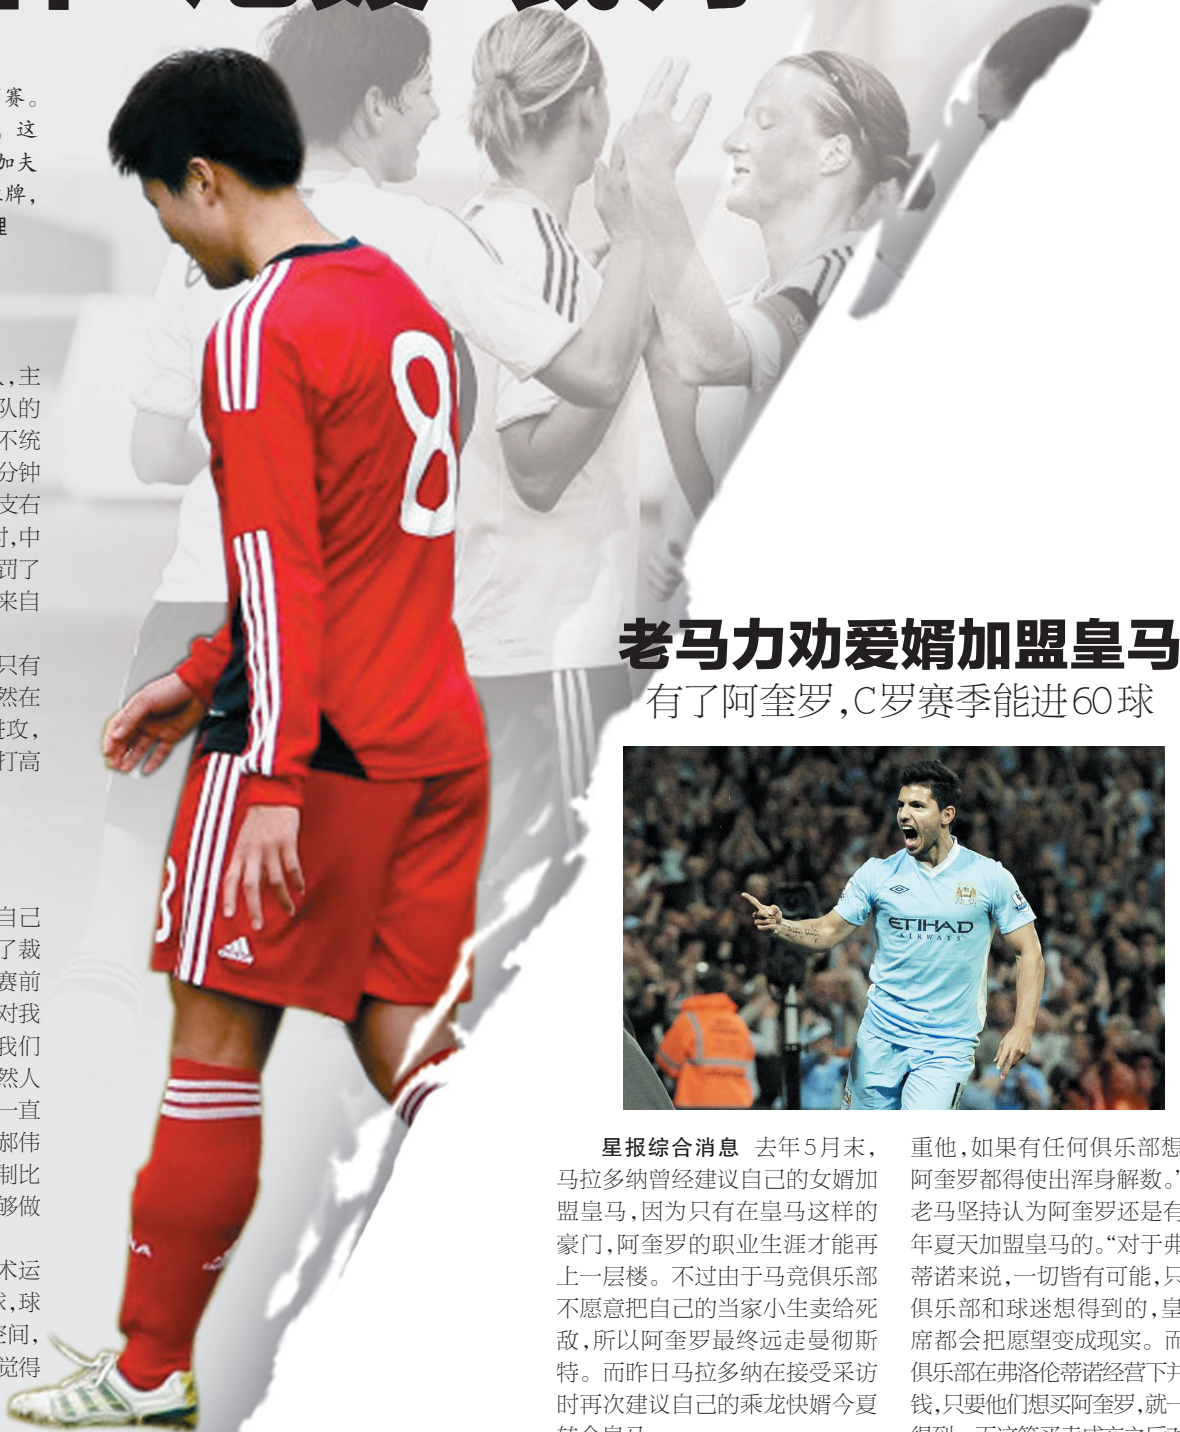 赛。
。这
加夫
牌,
理
,主
队的
不统
分钟
支右
时,中
罚了
来自
只有
然在
进攻,
打高
自己
了裁
赛前
对我
我们
然人
一直
郝伟
制比
够做
术运
球,球
空间,
觉得
8
adidas
老马力劝爱婿加盟皇马
有了阿奎罗,C罗赛季能进60球
ETIHAD
AIRWAYS
星报综合消息 去年5月末,
马拉多纳曾经建议自己的女婿加
盟皇马,因为只有在皇马这样的
豪门,阿奎罗的职业生涯才能再
上一层楼。不过由于马竞俱乐部
不愿意把自己的当家小生卖给死
敌,所以阿奎罗最终远走曼彻斯
特。而昨日马拉多纳在接受采访
时再次建议自己的乘龙快婿今夏
转会皇马
重他,如果有任何俱乐部想
阿奎罗都得使出浑身解数。”
老马坚持认为阿奎罗还是有
年夏天加盟皇马的。“对于弗
蒂诺来说,一切皆有可能,只
俱乐部和球迷想得到的,皇
席都会把愿望变成现实。而
俱乐部在弗洛伦蒂诺经营下并
钱,只要他们想买阿奎罗,就一